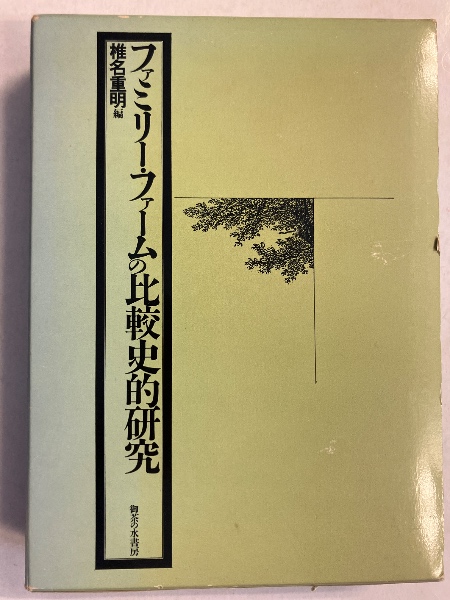 ファミリー・ファームの比較史的研究
椎名重明編
御茶の水書房